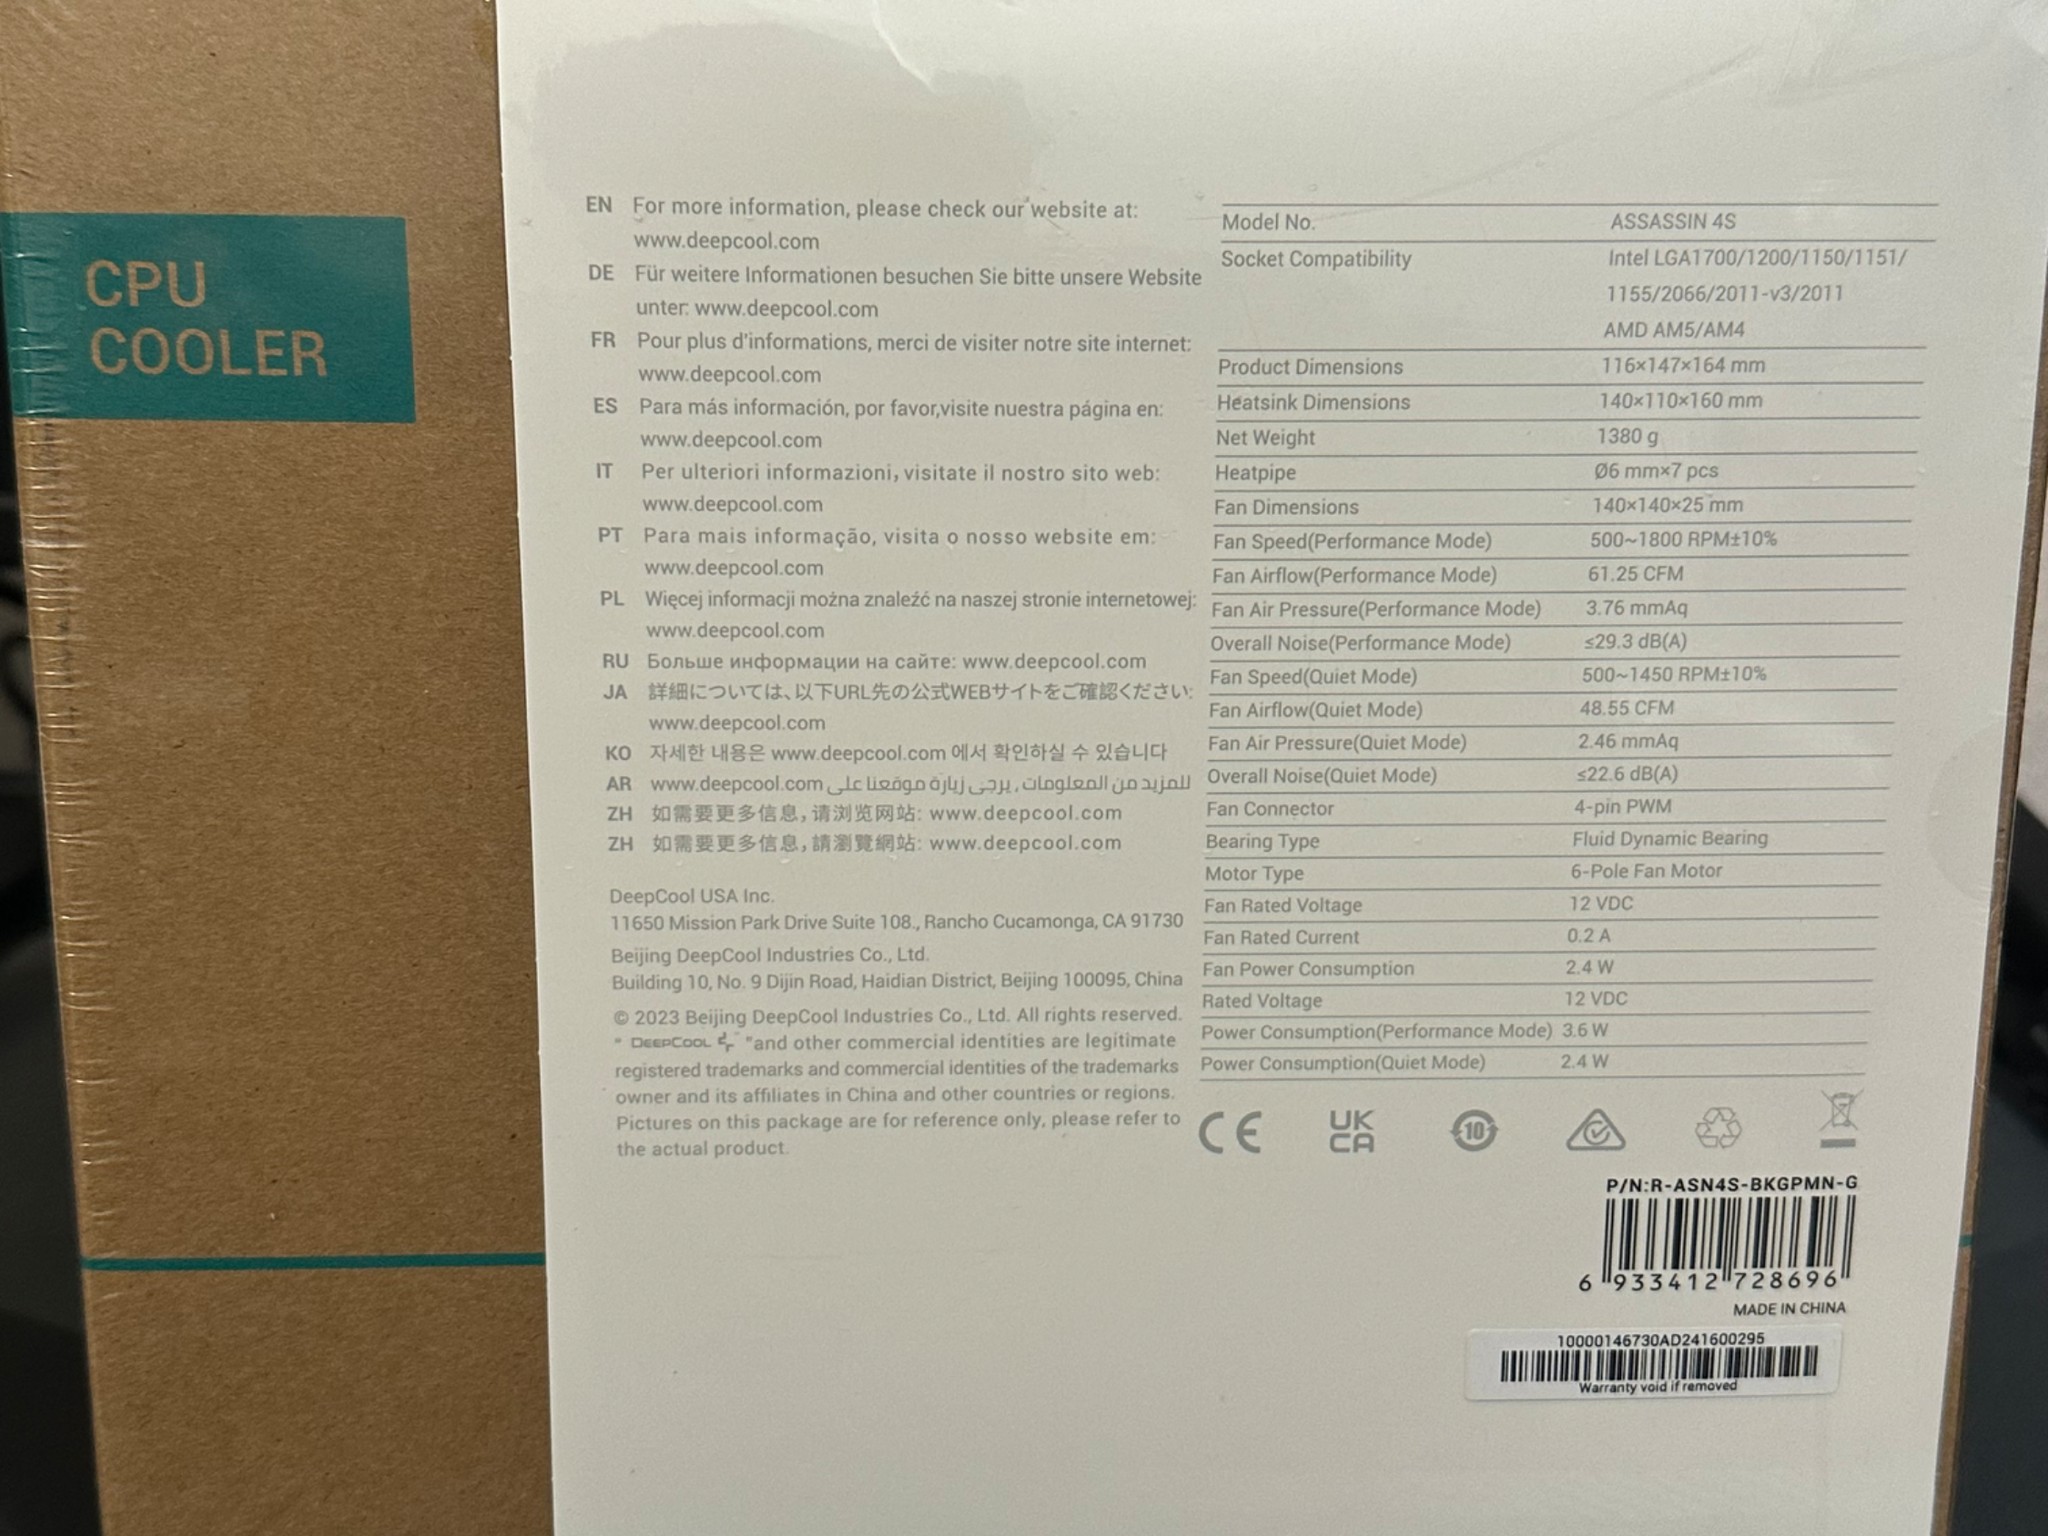 CPU
COOLER
EN For more information, please check our website at:
www.deepcool.com
DE Für weitere Informationen besuchen Sie bitte unsere Website
unter: www.deepcool.com
FR Pour plus d'informations, merci de visiter notre site internet:
www.deepcool.com
ES Para más información, por favor,visite nuestra página en:
www.deepcool.com
IT Per ulteriori informazioni, visitate il nostro sito web:
www.deepcool.com
PT Para mais informação, visita o nosso website em:
www.deepcool.com
PL Więcej informacji można znaleźć na naszej stronie internetowej:
www.deepcool.com
RU Больше информации на сайте: www.deepcool.com
JA 詳細については、以下URL先の公式WEBサイトをご確認ください:
www.deepcool.com
KO 자세한 내용은 www.deepcool.com 에서 확인하실 수 있습니다
AR للمزيد من المعلومات، يرجى زيارة موقعنا على www.deepcool.com
ZH 如需要更多信息,请浏览网站: www.deepcool.com
ZH 如需要更多信息,請瀏覽網站: www.deepcool.com
DeepCool USA Inc.
11650 Mission Park Drive Suite 108., Rancho Cucamonga, CA 91730
Beijing DeepCool Industries Co., Ltd.
Building 10, No. 9 Dijin Road, Haidian District, Beijing 100095, China
© 2023 Beijing DeepCool Industries Co., Ltd. All rights reserved.
" DEEPCOOL "and other commercial identities are legitimate
registered trademarks and commercial identities of the trademarks
owner and its affiliates in China and other countries or regions.
Pictures on this package are for reference only, please refer to
the actual product.
Model No. ASSASSIN 4S
Socket Compatibility Intel LGA1700/1200/1150/1151/
1155/2066/2011-v3/2011
AMD AM5/AM4
Product Dimensions 116×147×164 mm
Heatsink Dimensions 140×110×160 mm
Net Weight 1380 g
Heatpipe Ø6 mm×7 pcs
Fan Dimensions 140×140×25 mm
Fan Speed(Performance Mode) 500~1800 RPM±10%
Fan Airflow(Performance Mode) 61.25 CFM
Fan Air Pressure(Performance Mode) 3.76 mmAq
Overall Noise(Performance Mode) ≤29.3 dB(A)
Fan Speed(Quiet Mode) 500~1450 RPM±10%
Fan Airflow(Quiet Mode) 48.55 CFM
Fan Air Pressure(Quiet Mode) 2.46 mmAq
Overall Noise(Quiet Mode) ≤22.6 dB(A)
Fan Connector 4-pin PWM
Bearing Type Fluid Dynamic Bearing
Motor Type 6-Pole Fan Motor
Fan Rated Voltage 12 VDC
Fan Rated Current 0.2 A
Fan Power Consumption 2.4 W
Rated Voltage 12 VDC
Power Consumption(Performance Mode) 3.6 W
Power Consumption(Quiet Mode) 2.4 W
CE UK
CA 10
P/N:R-ASN4S-BKGPMN-G
6 933412 728696
MADE IN CHINA
10000146730AD241600295
Warranty void if removed